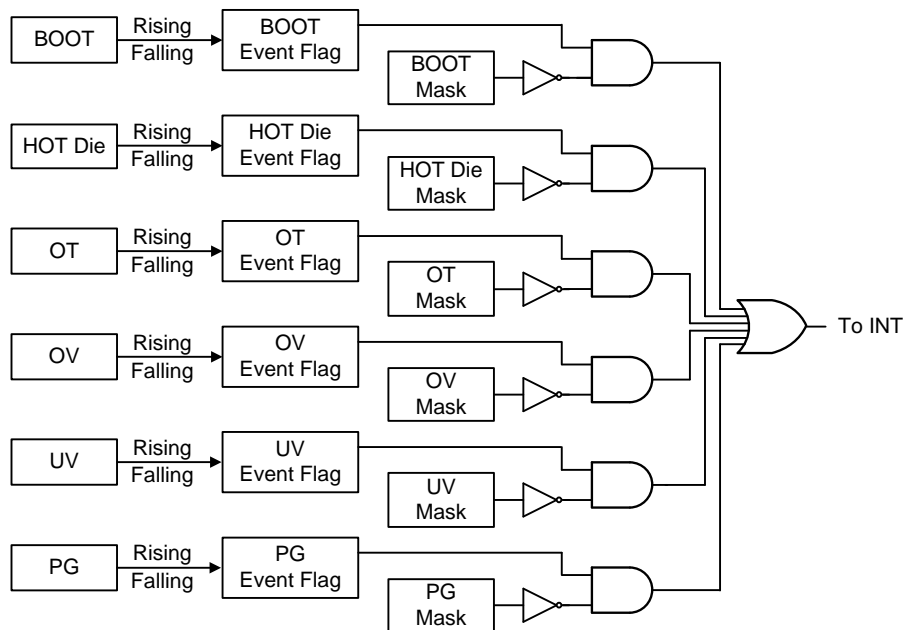 BOOT
Rising
Falling
BOOT
Event Flag
BOOT
Mask
HOT Die
Rising
Falling
HOT Die
Event Flag
HOT Die
Mask
OT
Rising
Falling
OT
Event Flag
OT
Mask
OV
Rising
Falling
OV
Event Flag
OV
Mask
To INT
UV
Rising
Falling
UV
Event Flag
UV
Mask
PG
Rising
Falling
PG
Event Flag
PG
Mask